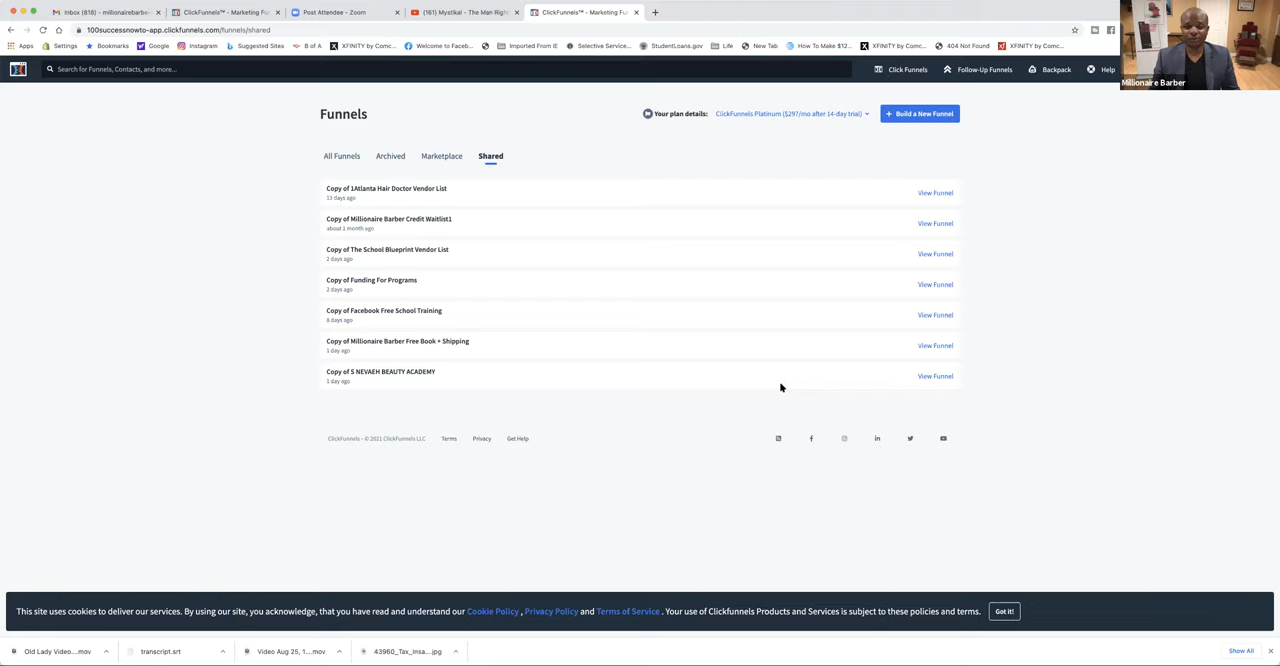 Inbox (818) - millionairebarbe
ClickFunnels™ - Marketing Fu
Post Attendee - Zoom
(161) Mystikal - The Man Righ
ClickFunnels™ - Marketing Fun
100successnowto-app.clickfunnels.com/funnels/shared
Apps Settings Bookmarks Google Instagram Suggested Sites B of A XFINITY by Comc... Welcome to Faceb... Imported From IE Selective Service... StudentLoans.gov Life New Tab How To Make $12... XFINITY by Comc... 404 Not Found XFINITY by Comc...
Search for Funnels, Contacts, and more...
Click Funnels Follow-Up Funnels Backpack Help
Millionaire Barber
Funnels
Your plan details: ClickFunnels Platinum ($297/mo after 14-day trial)
+ Build a New Funnel
All Funnels Archived Marketplace Shared
Copy of 1Atlanta Hair Doctor Vendor List
13 days ago
View Funnel
Copy of Millionaire Barber Credit Waitlist1
about 1 month ago
View Funnel
Copy of The School Blueprint Vendor List
2 days ago
View Funnel
Copy of Funding For Programs
2 days ago
View Funnel
Copy of Facebook Free School Training
8 days ago
View Funnel
Copy of Millionaire Barber Free Book + Shipping
1 day ago
View Funnel
Copy of S NEVAEH BEAUTY ACADEMY
1 day ago
View Funnel
ClickFunnels - © 2021 ClickFunnels LLC Terms Privacy Get Help
This site uses cookies to deliver our services. By using our site, you acknowledge, that you have read and understand our Cookie Policy , Privacy Policy and Terms of Service . Your use of Clickfunnels Products and Services is subject to these policies and terms.
Got it!
Old Lady Video....mov
transcript.srt
Video Aug 25, 1....mov
43960_Tax_Insa....jpg
Show All